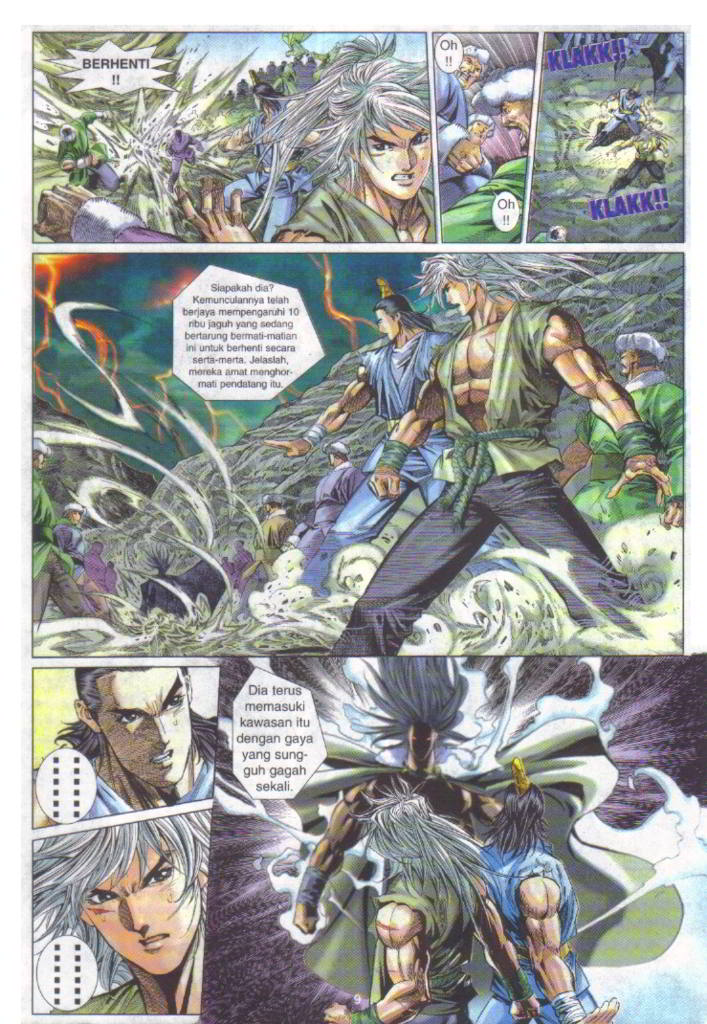 BERHENTI
!!
Oh
!!
Oh
!!
KLAKK!!
KLAKK!!
Siapakah dia?
Kemunculannya telah
berjaya mempengaruhi 10
ribu jaguh yang sedang
bertarung bermati-matian
ini untuk berhenti secara
serta-merta. Jelaslah,
mereka amat menghor-
mati pendatang itu.
Dia terus
memasuki
kawasan itu
dengan gaya
yang sung-
guh gagah
sekali.
9